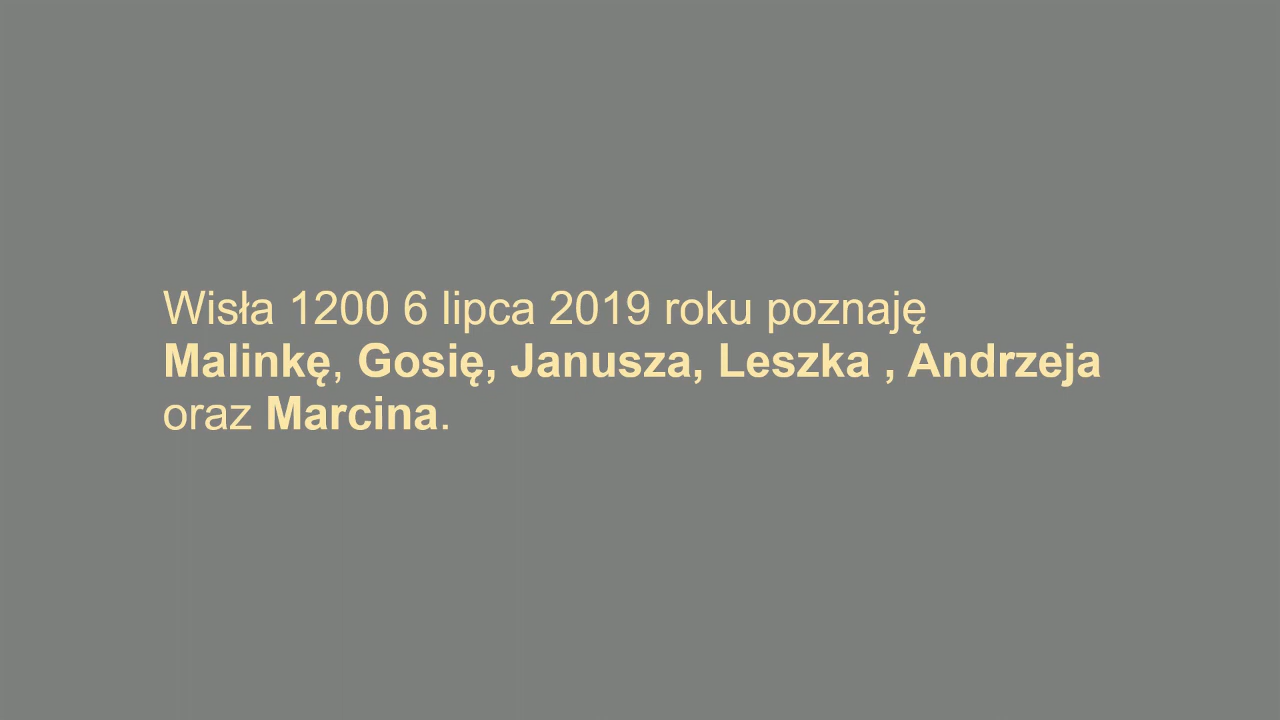 Wisła 1200 6 lipca 2019 roku poznaję
Malinkę, Gosię, Janusza, Leszka , Andrzeja
oraz Marcina.